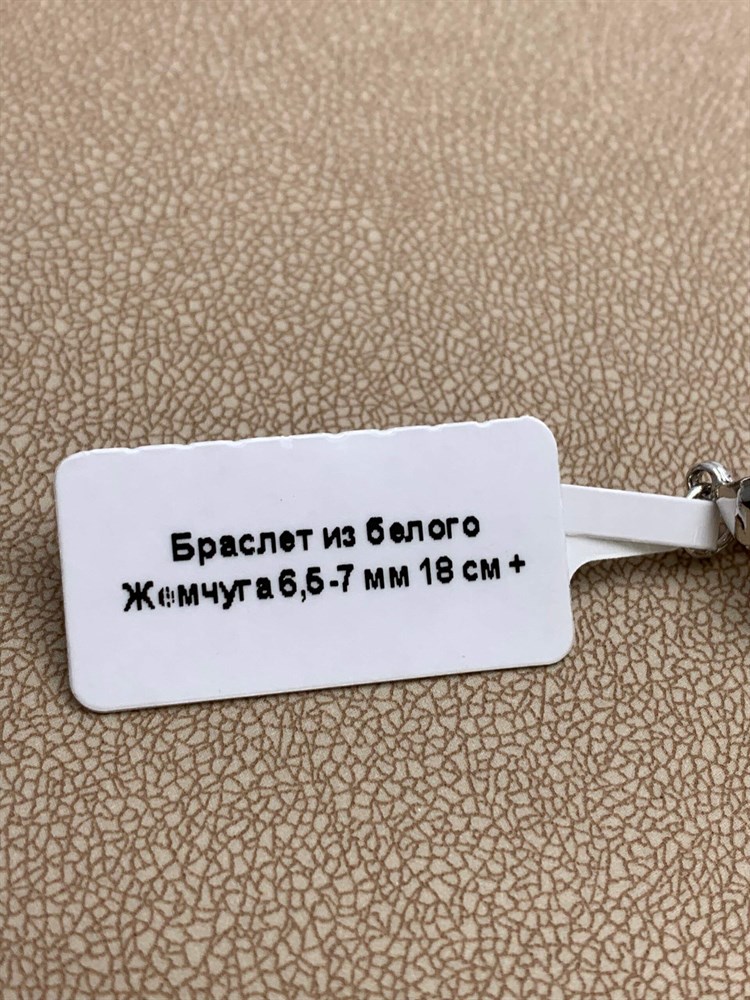 Браслет из белого
Жемчуга 6,5-7 мм 18 см +